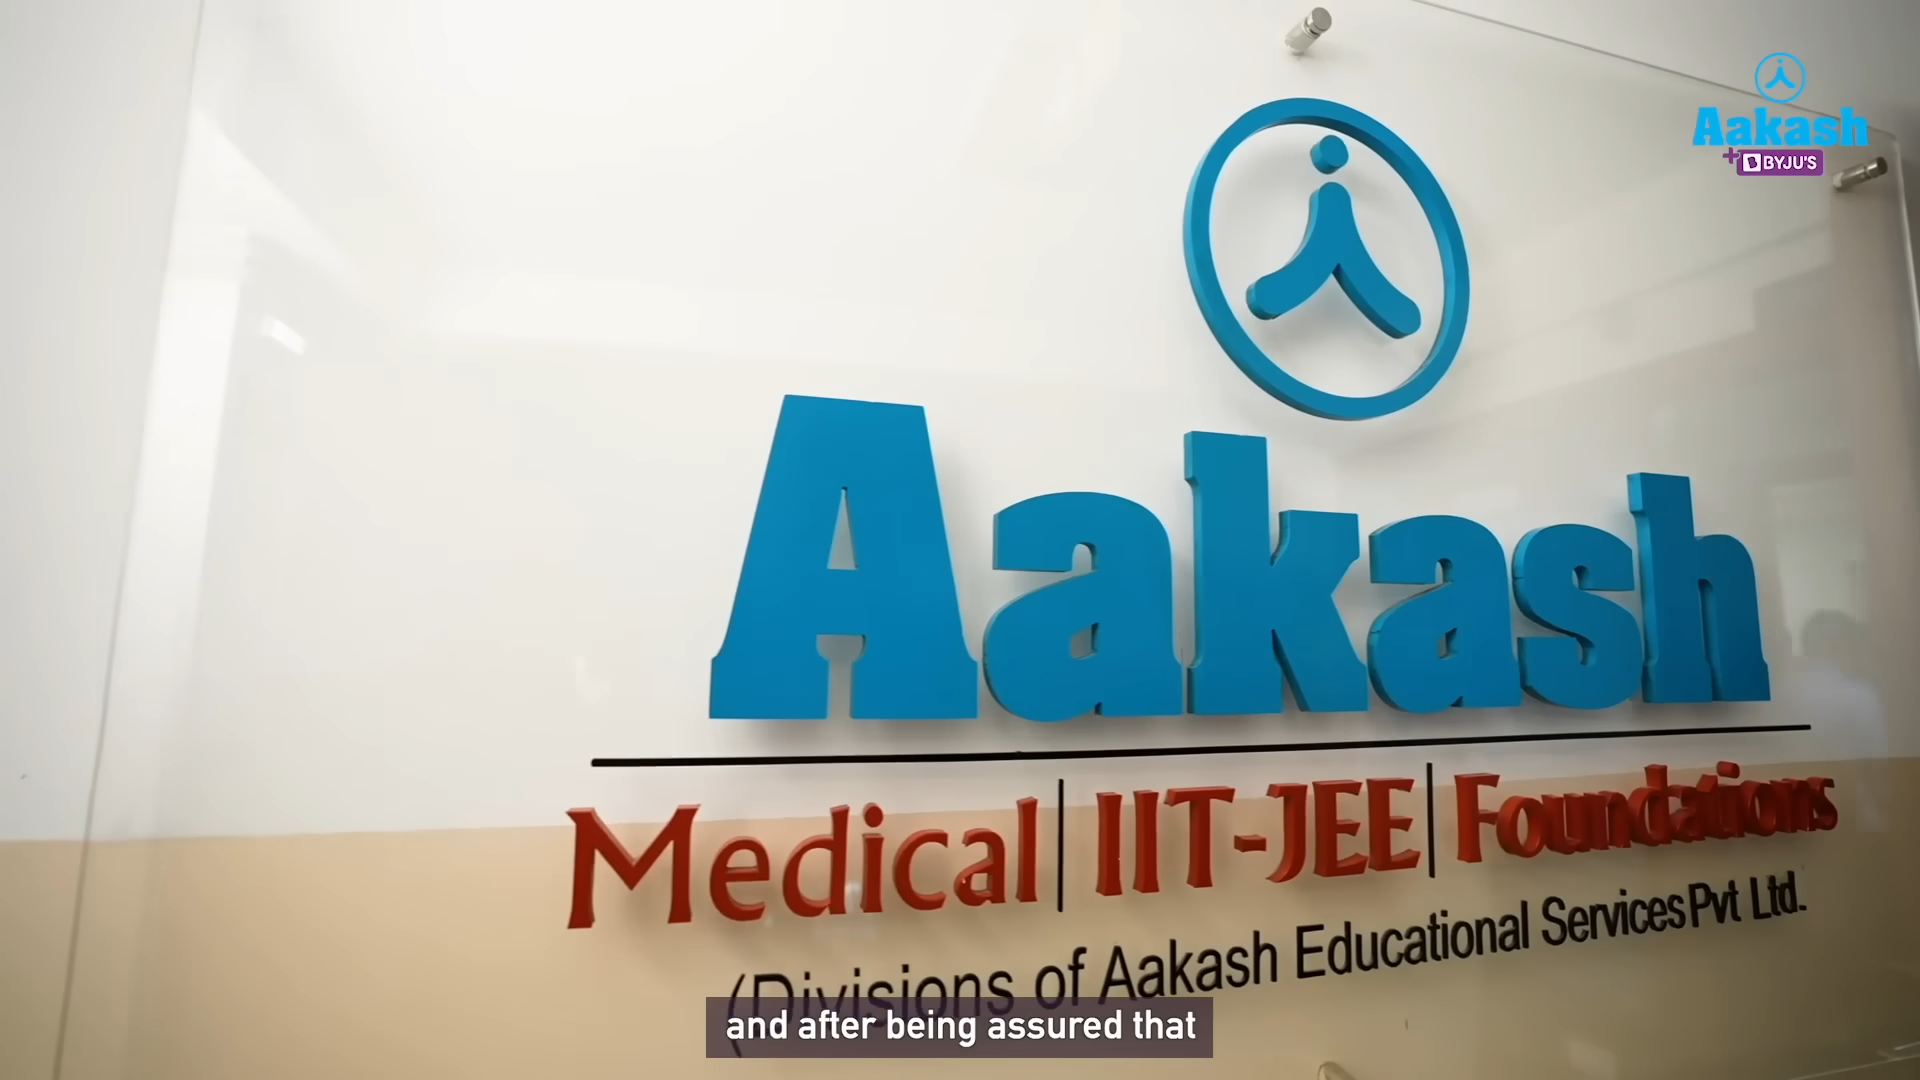 Aakash
+ BYJU'S
Aakash
Medical | IIT-JEE | Foundations
(Divisions of Aakash Educational Services Pvt Ltd.
and after being assured that